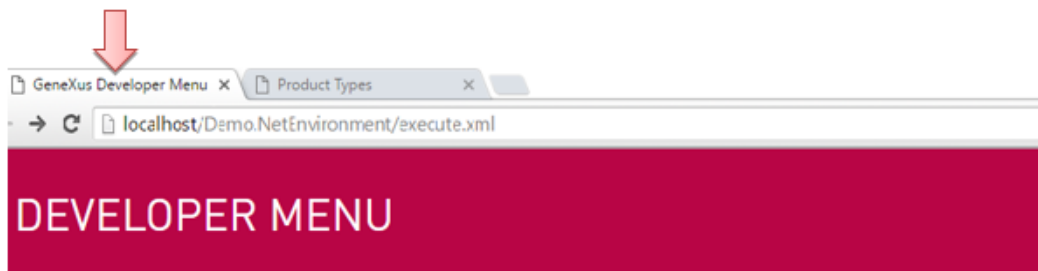 GeneXus Developer Menu Product Types
localhost/Demo.NetEnvironment/execute.xml
DEVELOPER MENU